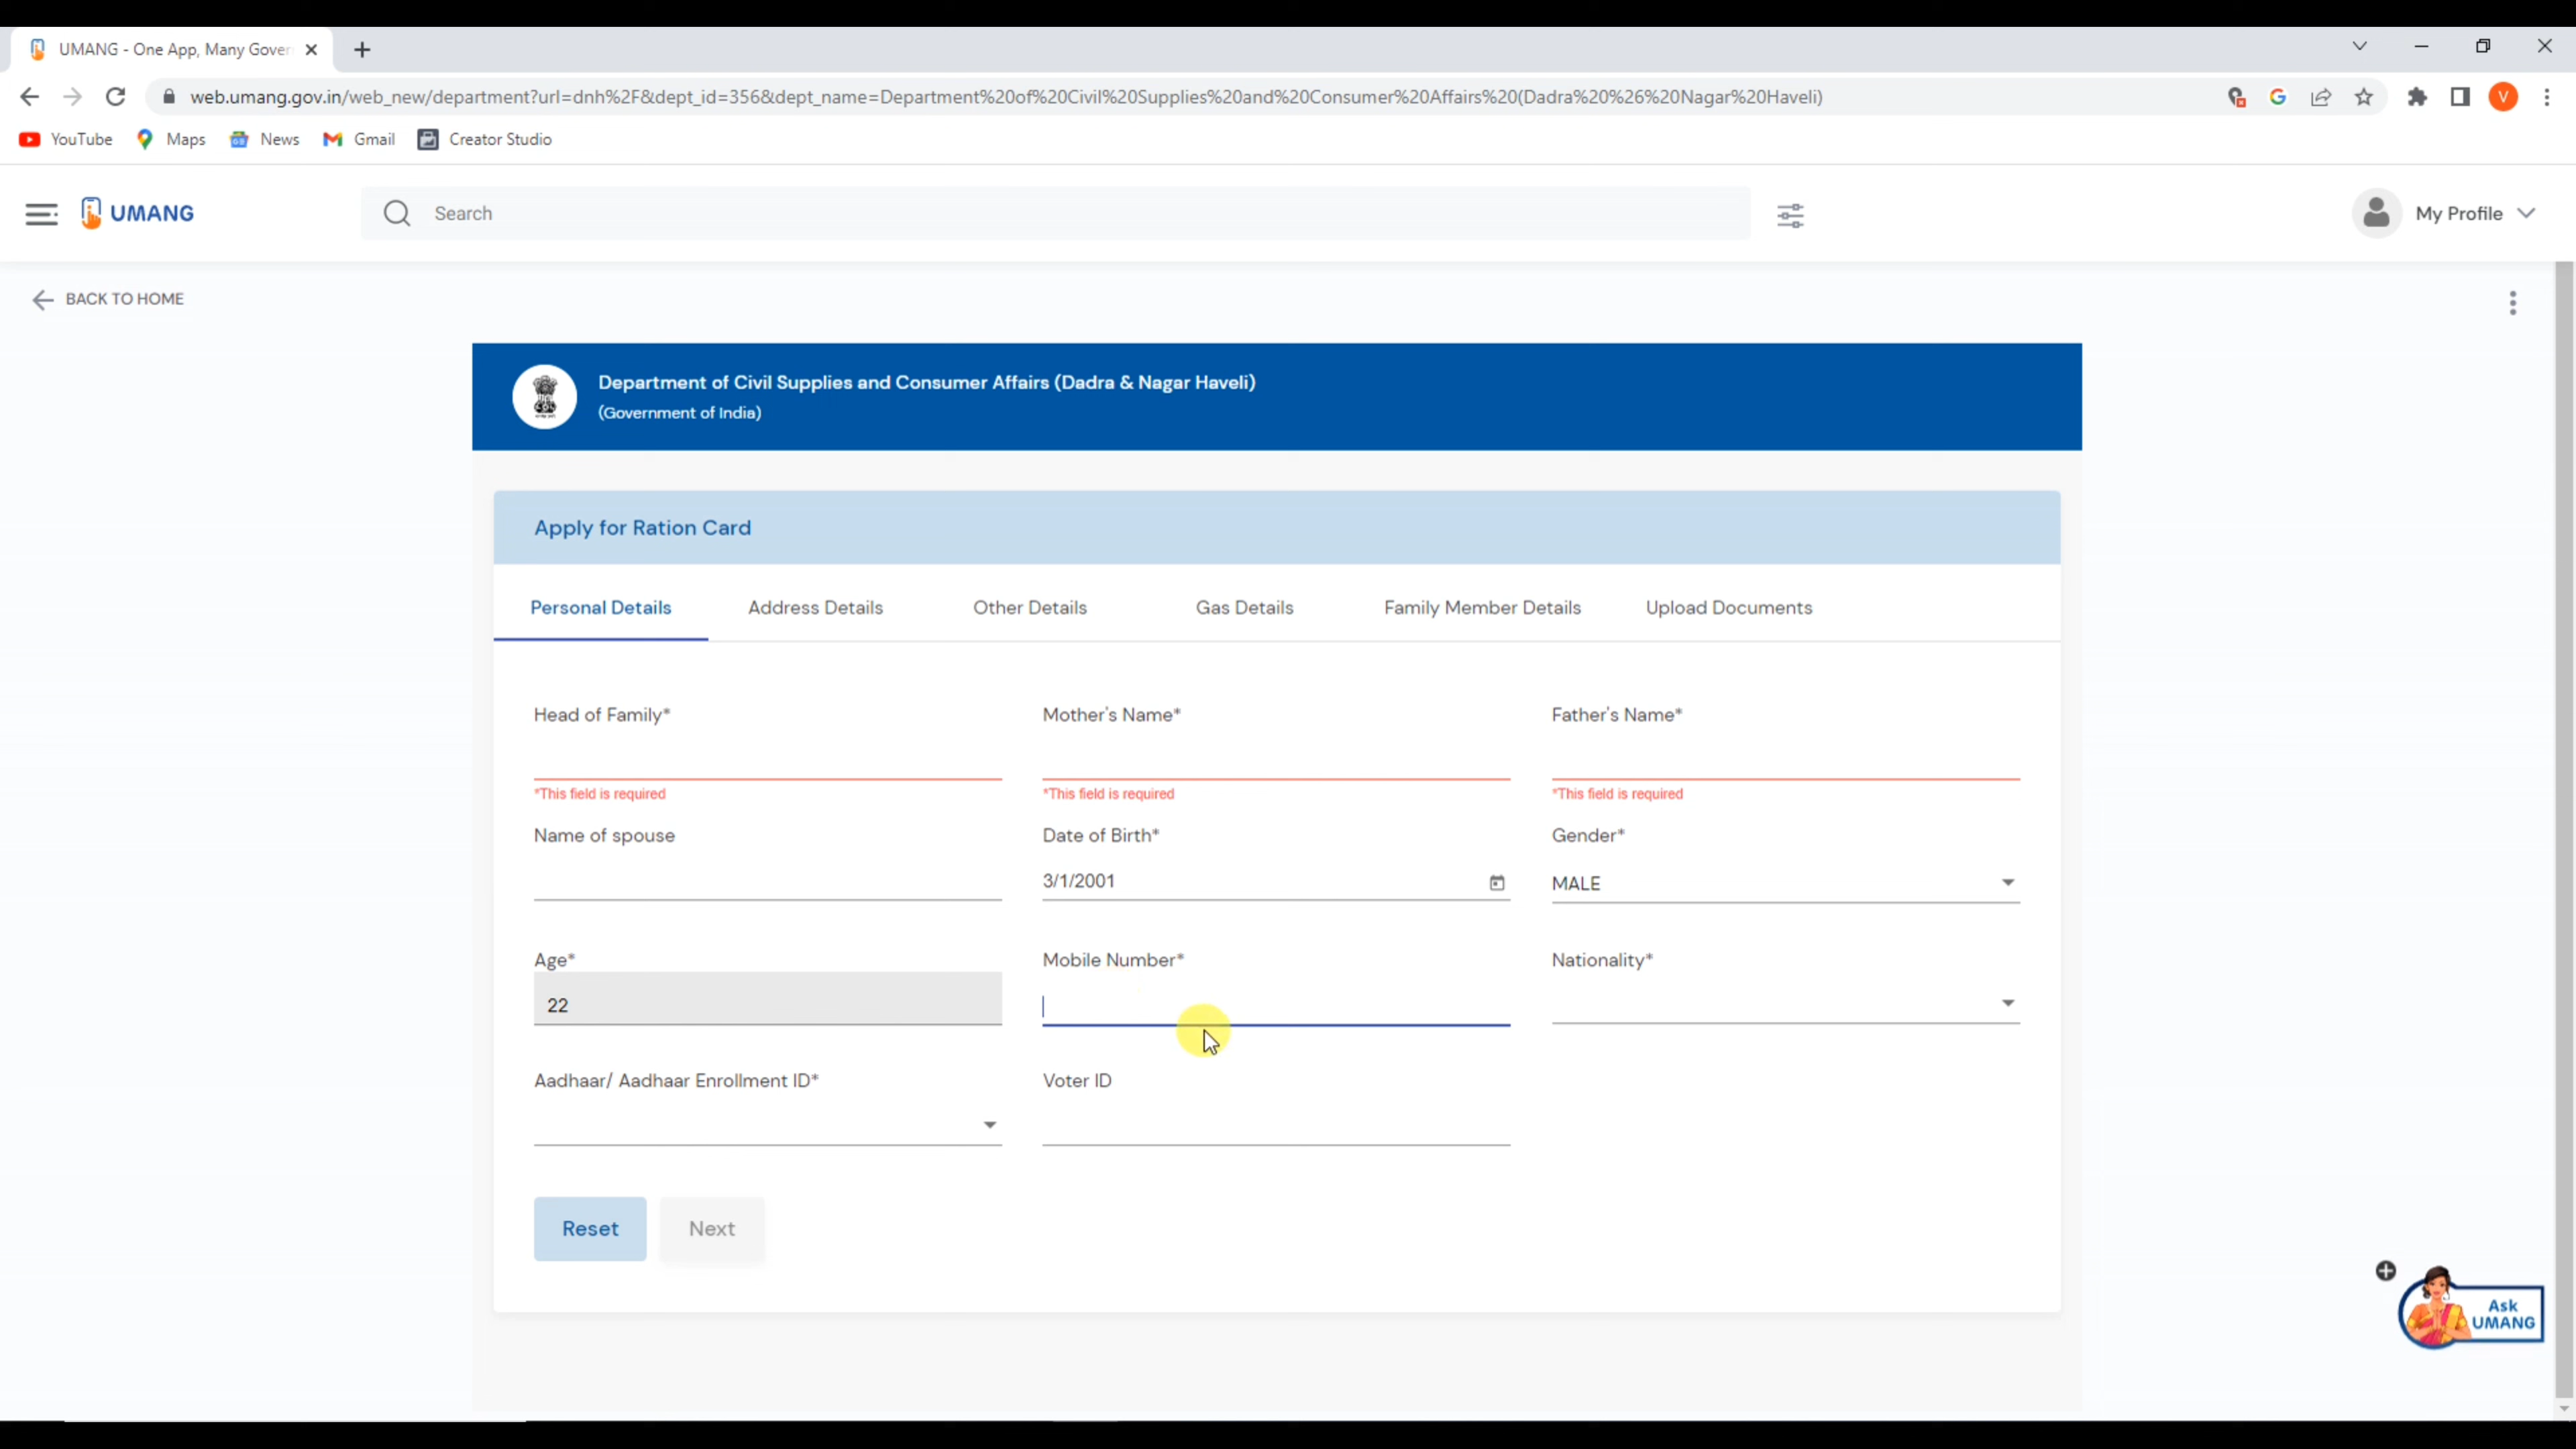 UMANG - One App, Many Gover
web.umang.gov.in/web_new/department?url=dnh%2F&dept_id=356&dept_name=Department%20of%20Civil%20Supplies%20and%20Consumer%20Affairs%20(Dadra%20%26%20Nagar%20Haveli)
V
YouTube Maps News Gmail Creator Studio
UMANG Search My Profile
BACK TO HOME
Department of Civil Supplies and Consumer Affairs (Dadra & Nagar Haveli)
(Government of India)
Apply for Ration Card
Personal Details Address Details Other Details Gas Details Family Member Details Upload Documents
Head of Family* Mother's Name* Father's Name*
*This field is required *This field is required *This field is required
Name of spouse Date of Birth* Gender*
3/1/2001 MALE
Age* Mobile Number* Nationality*
22
Aadhaar/ Aadhaar Enrollment ID* Voter ID
Reset Next
Ask
UMANG